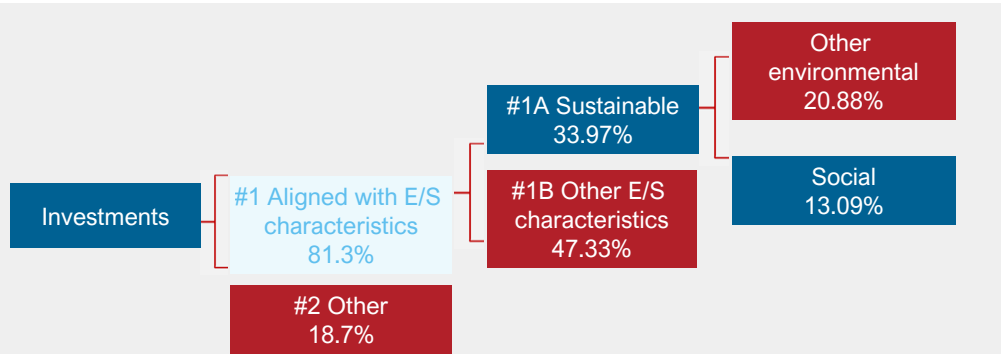 Investments
#1 Aligned with E/S
characteristics
81.3%
#2 Other
18.7%
#1A Sustainable
33.97%
#1B Other E/S
characteristics
47.33%
Other
environmental
20.88%
Social
13.09%